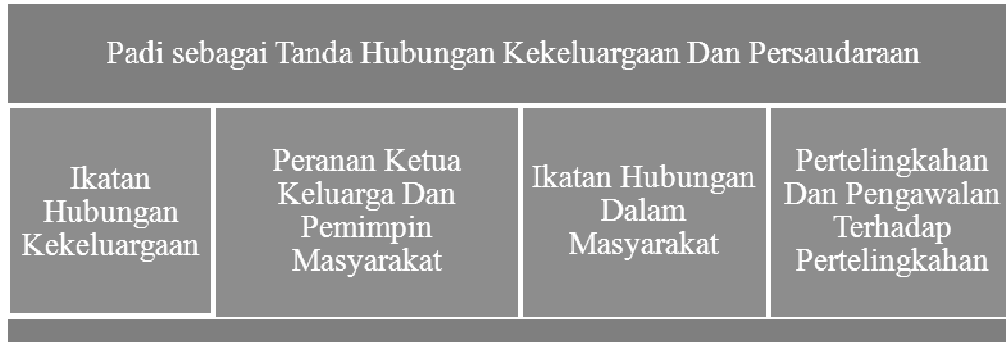 Padi sebagai Tanda Hubungan Kekeluargaan Dan Persaudaraan
Ikatan
Hubungan
Kekeluargaan
Peranan Ketua
Keluarga Dan
Pemimpin
Masyarakat
Ikatan Hubungan
Dalam
Masyarakat
Pertelingkahan
Dan Pengawalan
Terhadap
Pertelingkahan